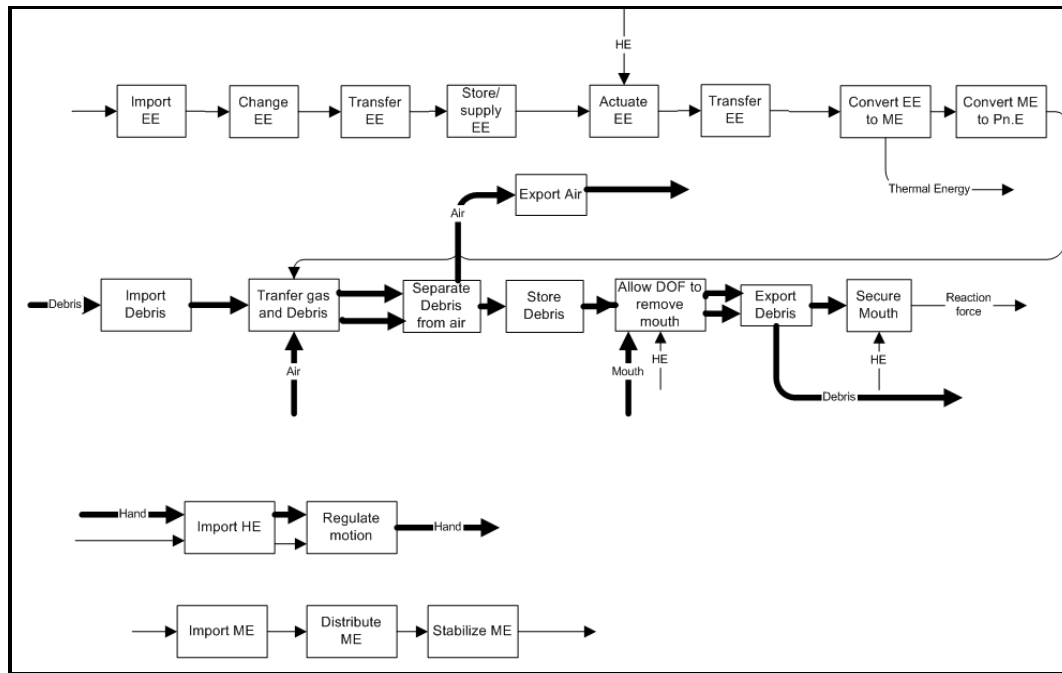 HE
Import
EE
Change
EE
Transfer
EE
Store/
supply
EE
Actuate
EE
Transfer
EE
Convert EE
to ME
Convert ME
to Pn.E
Thermal Energy
Export Air
Air
Debris
Import
Debris
Tranfer gas
and Debris
Separate
Debris
from air
Store
Debris
Allow DOF to
remove
mouth
Export
Debris
Secure
Mouth
Reaction
force
Air
Mouth
HE
HE
Debris
Hand
Import HE
Regulate
motion
Hand
Import ME
Distribute
ME
Stabilize ME